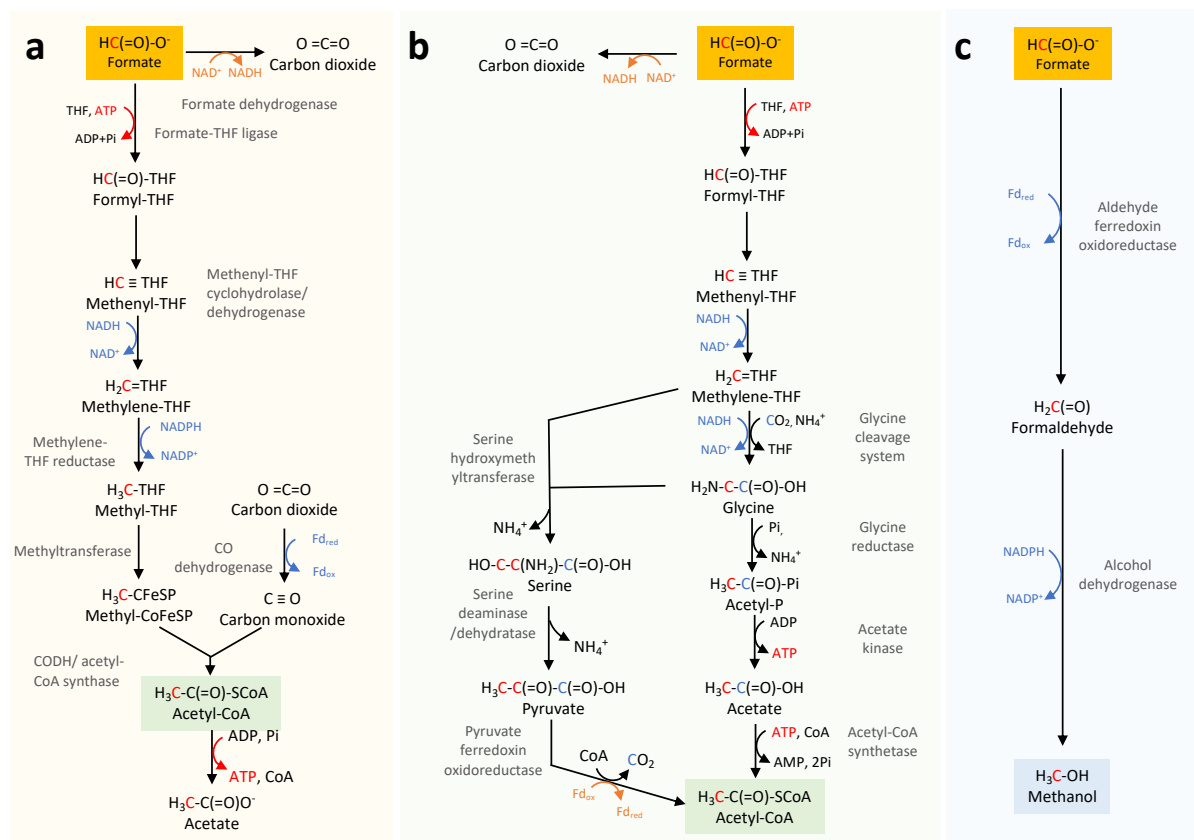 a
HC(=O)-O⁻
Formate
NAD⁺
NADH
O =C=O
Carbon dioxide
Formate dehydrogenase
THF, ATP
ADP+Pi
Formate-THF ligase
HC(=O)-THF
Formyl-THF
HC ≡ THF
Methenyl-THF
Methenyl-THF
cyclohydrolase/
dehydrogenase
NADH
NAD⁺
H₂C=THF
Methylene-THF
Methylene-
THF reductase
NADPH
NADP⁺
H₃C-THF
Methyl-THF
O =C=O
Carbon dioxide
Methyltransferase
CO
dehydrogenase
Fd_red
Fd_ox
H₃C-CFeSP
Methyl-CoFeSP
C ≡ O
Carbon monoxide
CODH/ acetyl-
CoA synthase
H₃C-C(=O)-SCoA
Acetyl-CoA
ADP, Pi
ATP, CoA
H₃C-C(=O)O⁻
Acetate
b
O =C=O
Carbon dioxide
NADH
NAD⁺
HC(=O)-O⁻
Formate
THF, ATP
ADP+Pi
HC(=O)-THF
Formyl-THF
HC ≡ THF
Methenyl-THF
NADH
NAD⁺
H₂C=THF
Methylene-THF
NADH
NAD⁺
CO₂, NH₄⁺
THF
Glycine
cleavage
system
Serine
hydroxymeth
yltransferase
H₂N-C-C(=O)-OH
Glycine
NH₄⁺
Pi,
NH₄⁺
Glycine
reductase
HO-C-C(NH₂)-C(=O)-OH
Serine
H₃C-C(=O)-Pi
Acetyl-P
Serine
deaminase
/dehydratase
NH₄⁺
ADP
ATP
Acetate
kinase
H₃C-C(=O)-C(=O)-OH
Pyruvate
H₃C-C(=O)-OH
Acetate
Pyruvate
ferredoxin
oxidoreductase
CoA
CO₂
Fd_ox
Fd_red
ATP, CoA
AMP, 2Pi
Acetyl-CoA
synthetase
H₃C-C(=O)-SCoA
Acetyl-CoA
c
HC(=O)-O⁻
Formate
Fd_red
Fd_ox
Aldehyde
ferredoxin
oxidoreductase
H₂C(=O)
Formaldehyde
NADPH
NADP⁺
Alcohol
dehydrogenase
H₃C-OH
Methanol